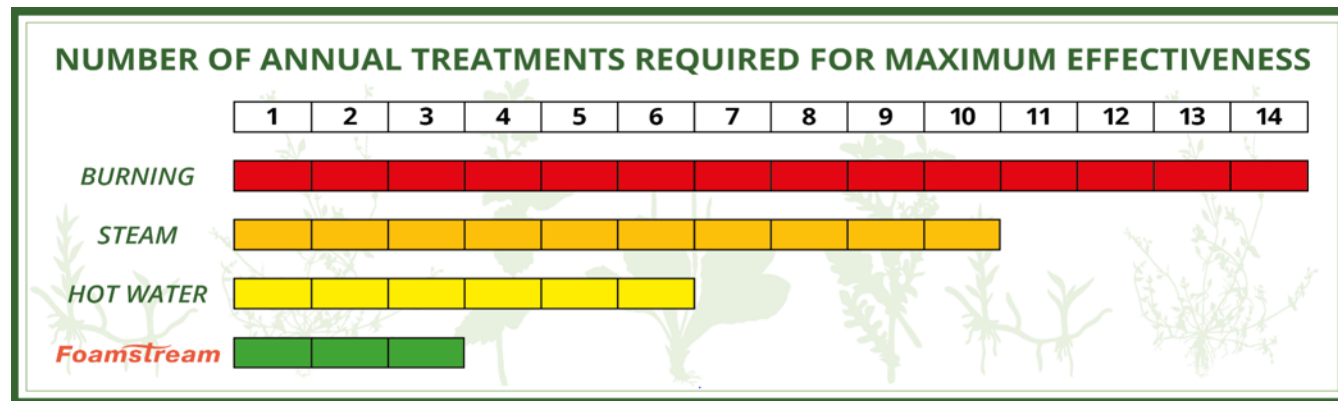 NUMBER OF ANNUAL TREATMENTS REQUIRED FOR MAXIMUM EFFECTIVENESS
1 2 3 4 5 6 7 8 9 10 11 12 13 14
BURNING
STEAM
HOT WATER
Foamstream